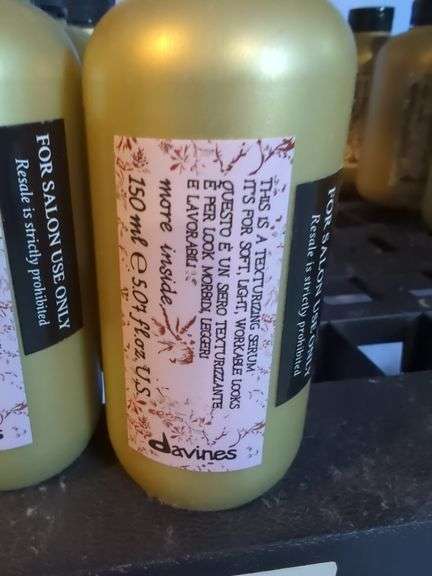 FOR SALON USE ONLY
Resale is strictly prohibited
THIS IS A TEXTURIZING SERUM
IT'S FOR SOFT, LIGHT, WORKABLE LOOKS
QUESTO È UN SIERO TEXTURIZZANTE
È PER LOOK MORBIDI, LEGGERI
E LAVORABILI
more inside
150 ml e 5.07 fl.oz U.S
davines
FOR SALON USE ONLY
Resale is strictly prohibited